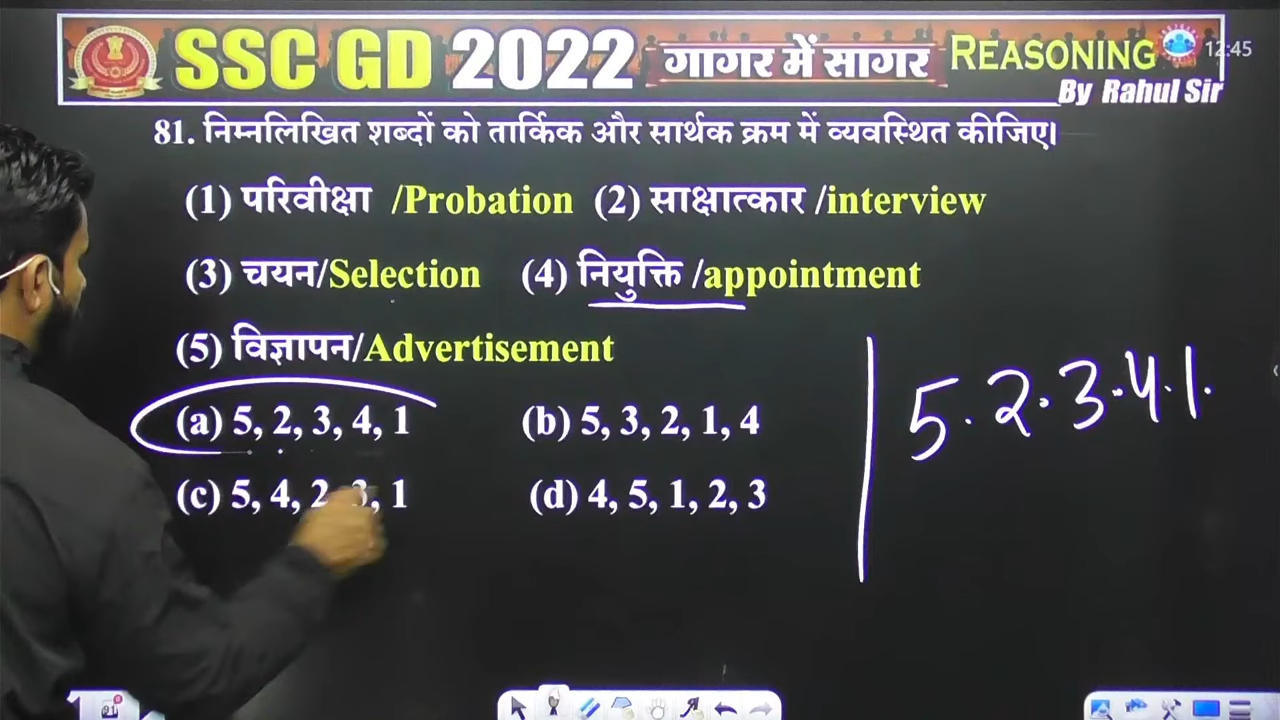 SSC GD 2022 गागर में सागर REASONING 12:45
By Rahul Sir
81. निम्नलिखित शब्दों को तार्किक और सार्थक क्रम में व्यवस्थित कीजिए।
(1) परिवीक्षा /Probation (2) साक्षात्कार /interview
(3) चयन/Selection (4) नियुक्ति /appointment
(5) विज्ञापन/Advertisement
5. 2. 3. 4. 1.
(a) 5, 2, 3, 4, 1 (b) 5, 3, 2, 1, 4
(c) 5, 4, 2, 3, 1 (d) 4, 5, 1, 2, 3